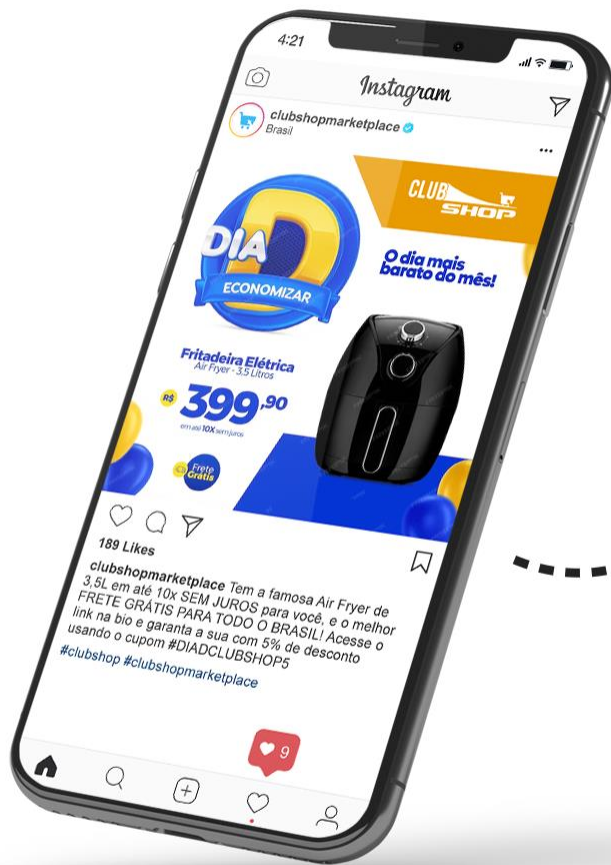 4:21
Instagram
clubshopmarketplace
Brasil
CLUB
SHOP
DIA
D
ECONOMIZAR
O dia mais
barato do mês!
Fritadeira Elétrica
Air Fryer - 3,5 Litros
R$ 399,90
em até 10X sem juros
Frete
Grátis
189 Likes
clubshopmarketplace Tem a famosa Air Fryer de
3,5L em até 10x SEM JUROS para você, e o melhor
FRETE GRÁTIS PARA TODO O BRASIL! Acesse o
link na bio e garanta a sua com 5% de desconto
usando o cupom #DIADCLUBSHOP5
#clubshop #clubshopmarketplace
9